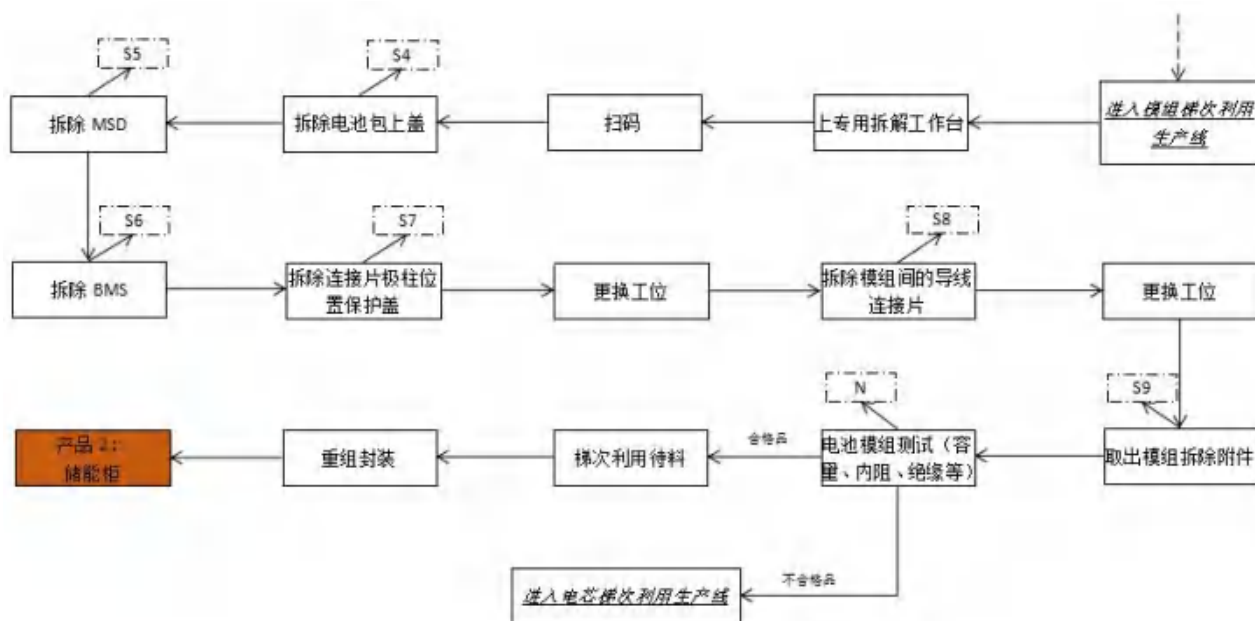 S5
S4
拆除 MSD
拆除电池包上盖
扫码
上专用拆解工作台
进入模组梯次利用
生产线
S6
S7
S8
拆除 BMS
拆除连接片极柱位
置保护盖
更换工位
拆除模组间的导线
连接片
更换工位
N
S9
产品 2：
储能柜
重组封装
梯次利用待料
合格品
电池模组测试（容
量、内阻、绝缘等）
取出模组拆除附件
不合格品
进入电芯梯次利用生产线